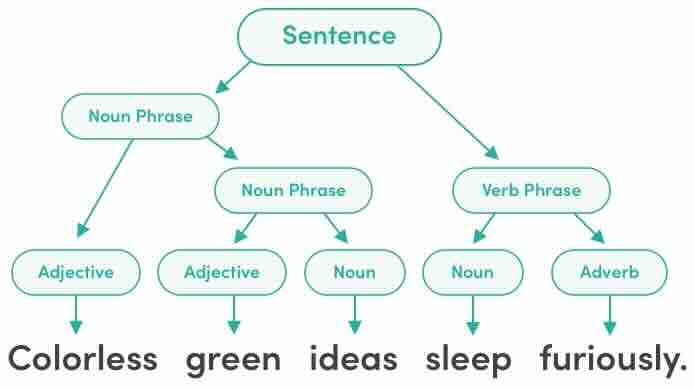 Sentence
Noun Phrase
Noun Phrase Verb Phrase
Adjective Adjective Noun Noun Adverb
Colorless green ideas sleep furiously.